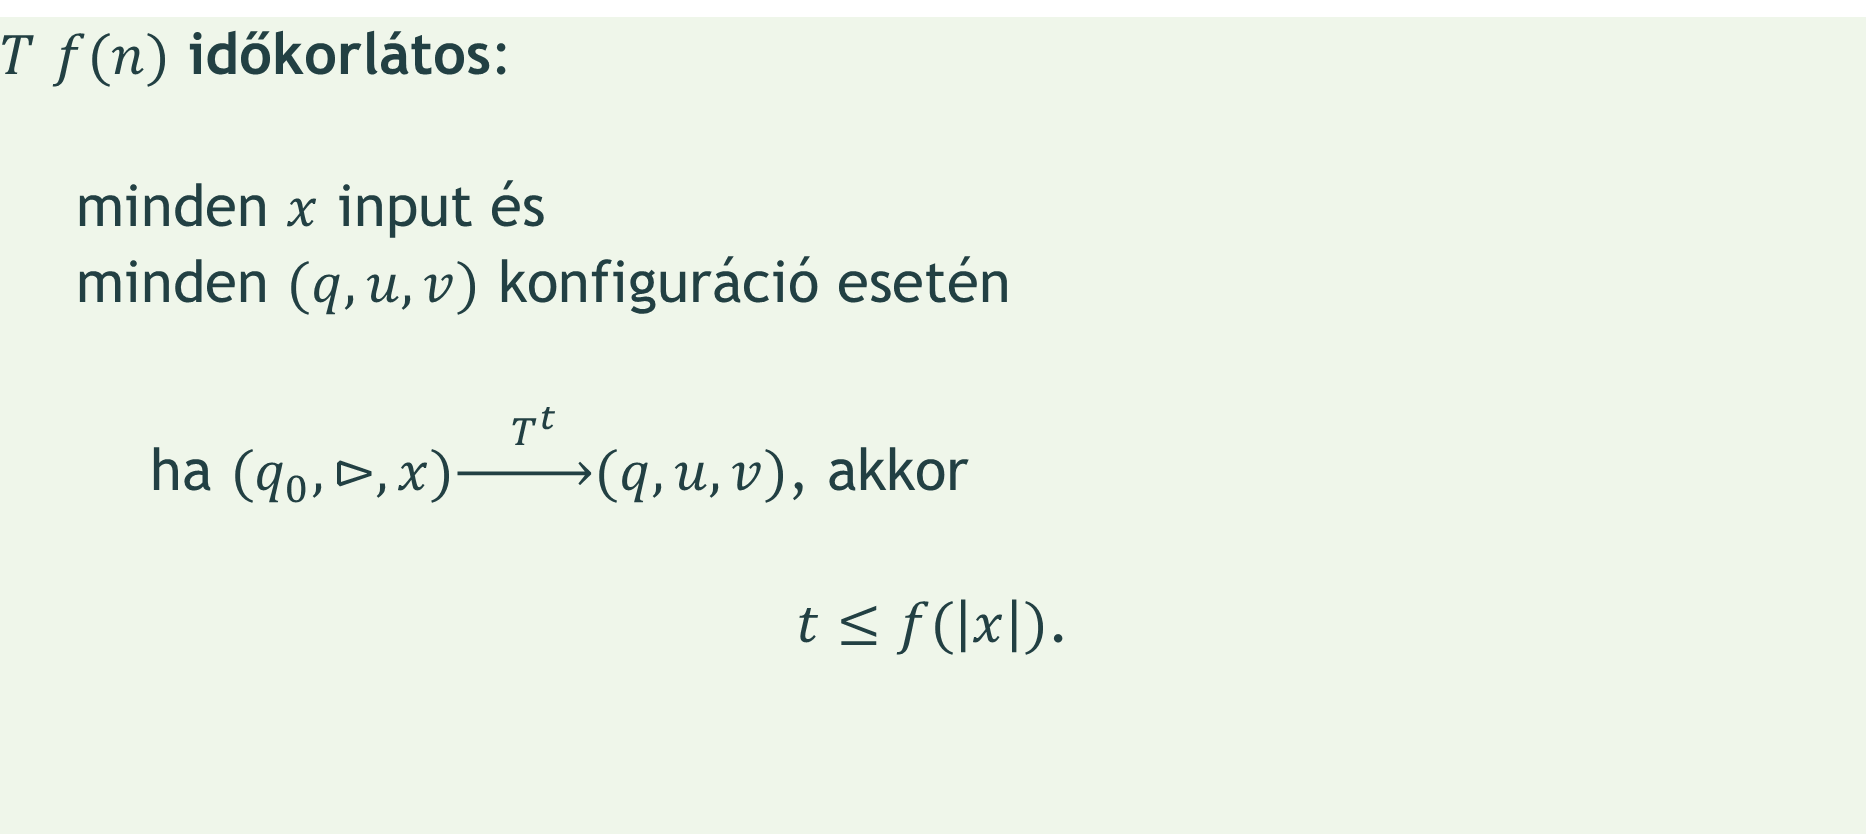 T f(n) időkorlátos:
minden x input és
minden (q, u, v) konfiguráció esetén
ha (q₀, ⊳, x) —Tᵗ→ (q, u, v), akkor
t ≤ f(|x|).